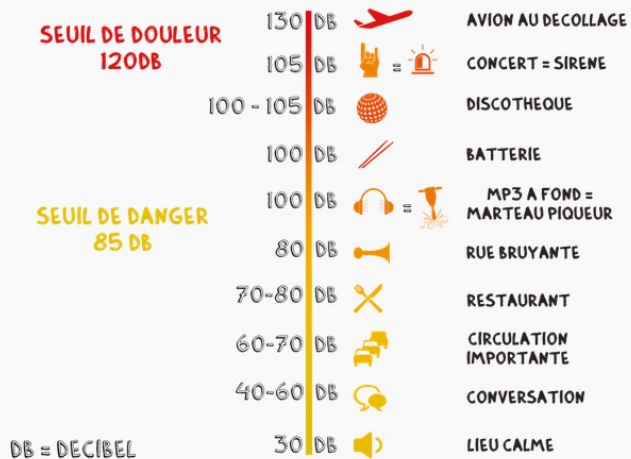 130 DB AVION AU DECOLLAGE
SEUIL DE DOULEUR
120DB
105 DB = CONCERT = SIRENE
100 - 105 DB DISCOTHEQUE
100 DB BATTERIE
100 DB = MP3 A FOND =
MARTEAU PIQUEUR
SEUIL DE DANGER
85 DB
80 DB RUE BRUYANTE
70-80 DB RESTAURANT
60-70 DB CIRCULATION
IMPORTANTE
40-60 DB CONVERSATION
30 DB LIEU CALME
DB = DECIBEL